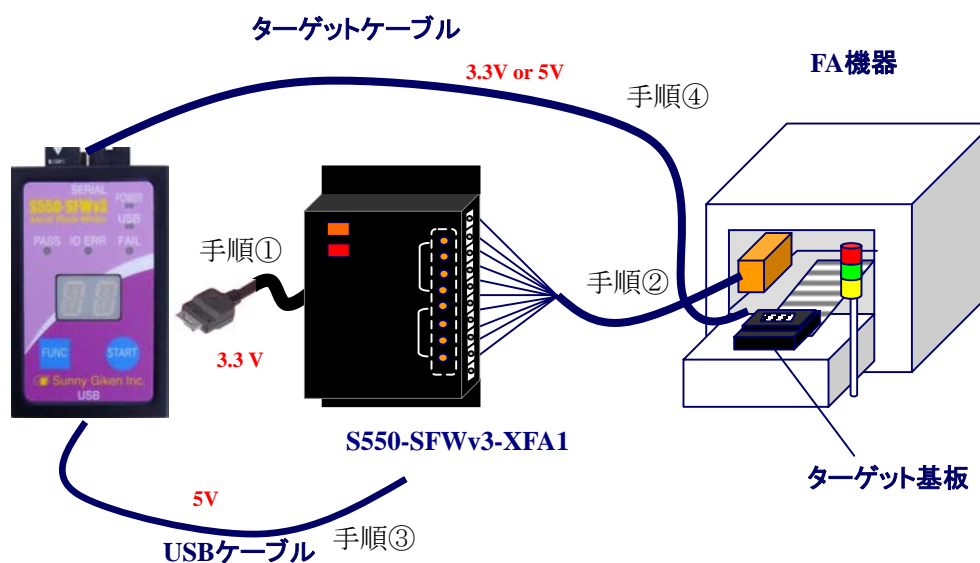 ターゲットケーブル
3.3V or 5V
FA機器
手順④
SERIAL
POWER
S550-SFWv3
Serial Flash Writer
USB
PASS
ID ERR
FAIL
手順①
手順②
3.3 V
FUNC
START
Sunny Giken Inc.
USB
S550-SFWv3-XFA1
ターゲット基板
5V
手順③
USBケーブル